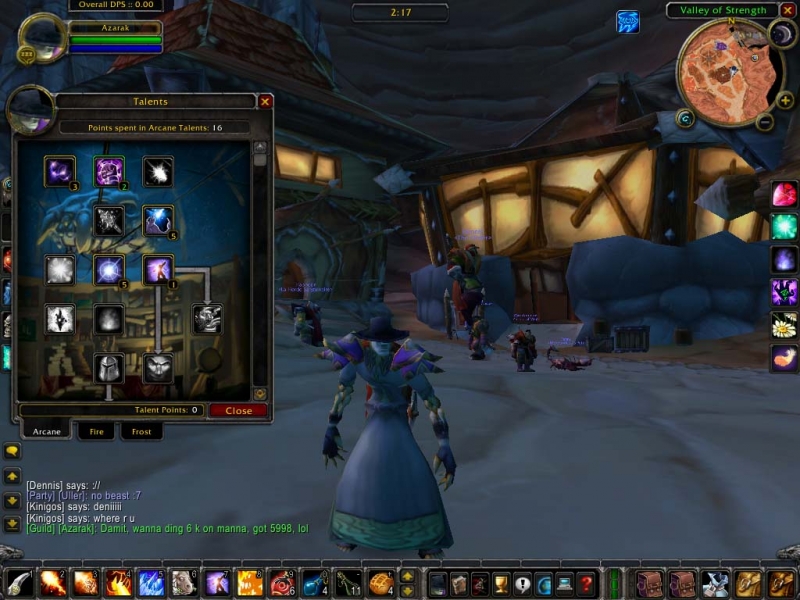 Overall DPS :: 0.00
2:17
Valley of Strength
Azarak
N
Talents
Points spent in Arcane Talents: 16
3
2
5
5
1
Talent Points: 0
Close
Arcane
Fire
Frost
[Dennis] says: ://
[Party] [Uller]: no beast :7
[Kinigos] says: deniiiii
[Kinigos] says: where r u
[Guild] [Azarak]: Damit, wanna ding 6 k on manna, got 5998, lol